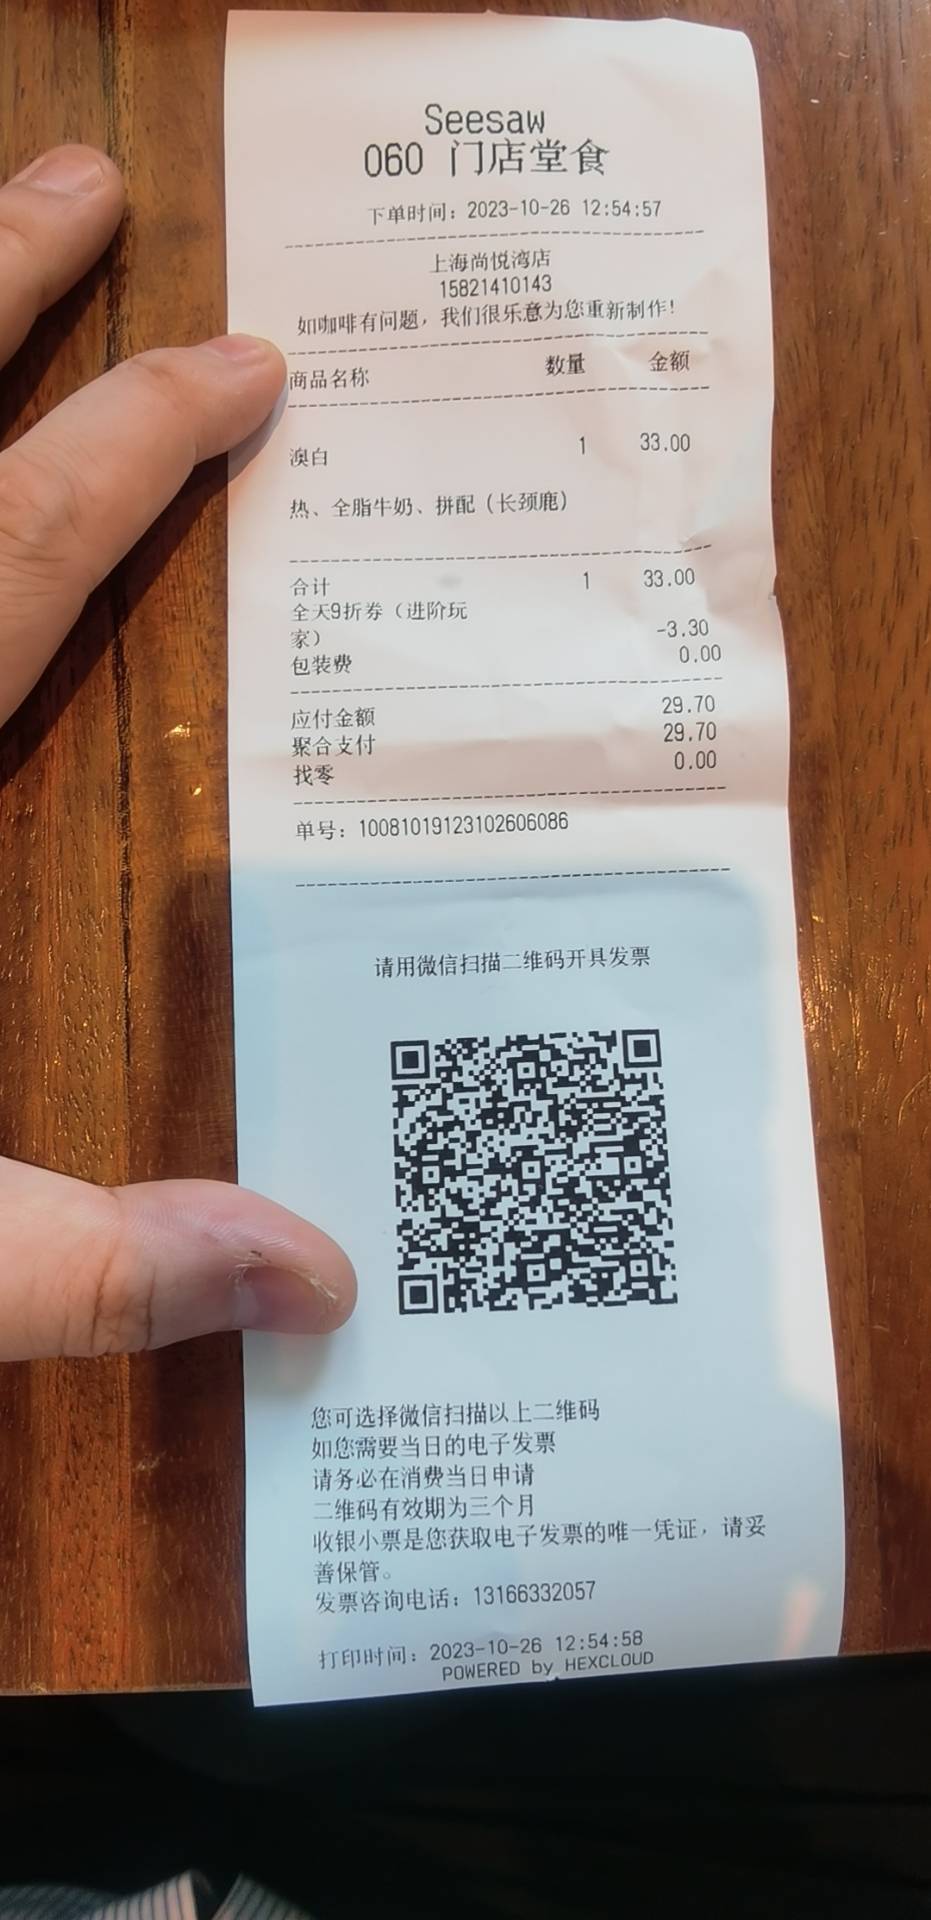 Seesaw
060 门店堂食
下单时间：2023-10-26 12:54:57
上海尚悦湾店
15821410143
如咖啡有问题，我们很乐意为您重新制作！
商品名称 数量 金额
澳白 1 33.00
热、全脂牛奶、拼配（长颈鹿）
合计 1 33.00
全天9折券（进阶玩
家） -3.30
包装费 0.00
应付金额 29.70
聚合支付 29.70
找零 0.00
单号：10081019123102606086
请用微信扫描二维码开具发票
您可选择微信扫描以上二维码
如您需要当日的电子发票
请务必在消费当日申请
二维码有效期为三个月
收银小票是您获取电子发票的唯一凭证，请妥
善保管。
发票咨询电话：13166332057
打印时间：2023-10-26 12:54:58
POWERED by HEXCLOUD